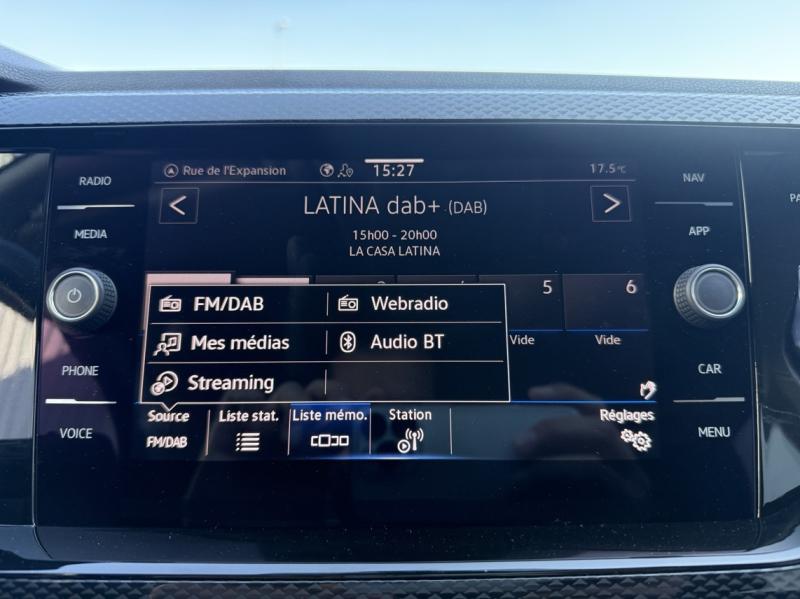 RADIO
MEDIA
PHONE
VOICE
Rue de l'Expansion
15:27
17.5°C
< LATINA dab+ (DAB) >
15h00 - 20h00
LA CASA LATINA
5
6
Vide
Vide
FM/DAB
Webradio
Mes médias
Audio BT
Streaming
Source
FM/DAB
Liste stat.
Liste mémo.
Station
Réglages
NAV
APP
CAR
MENU